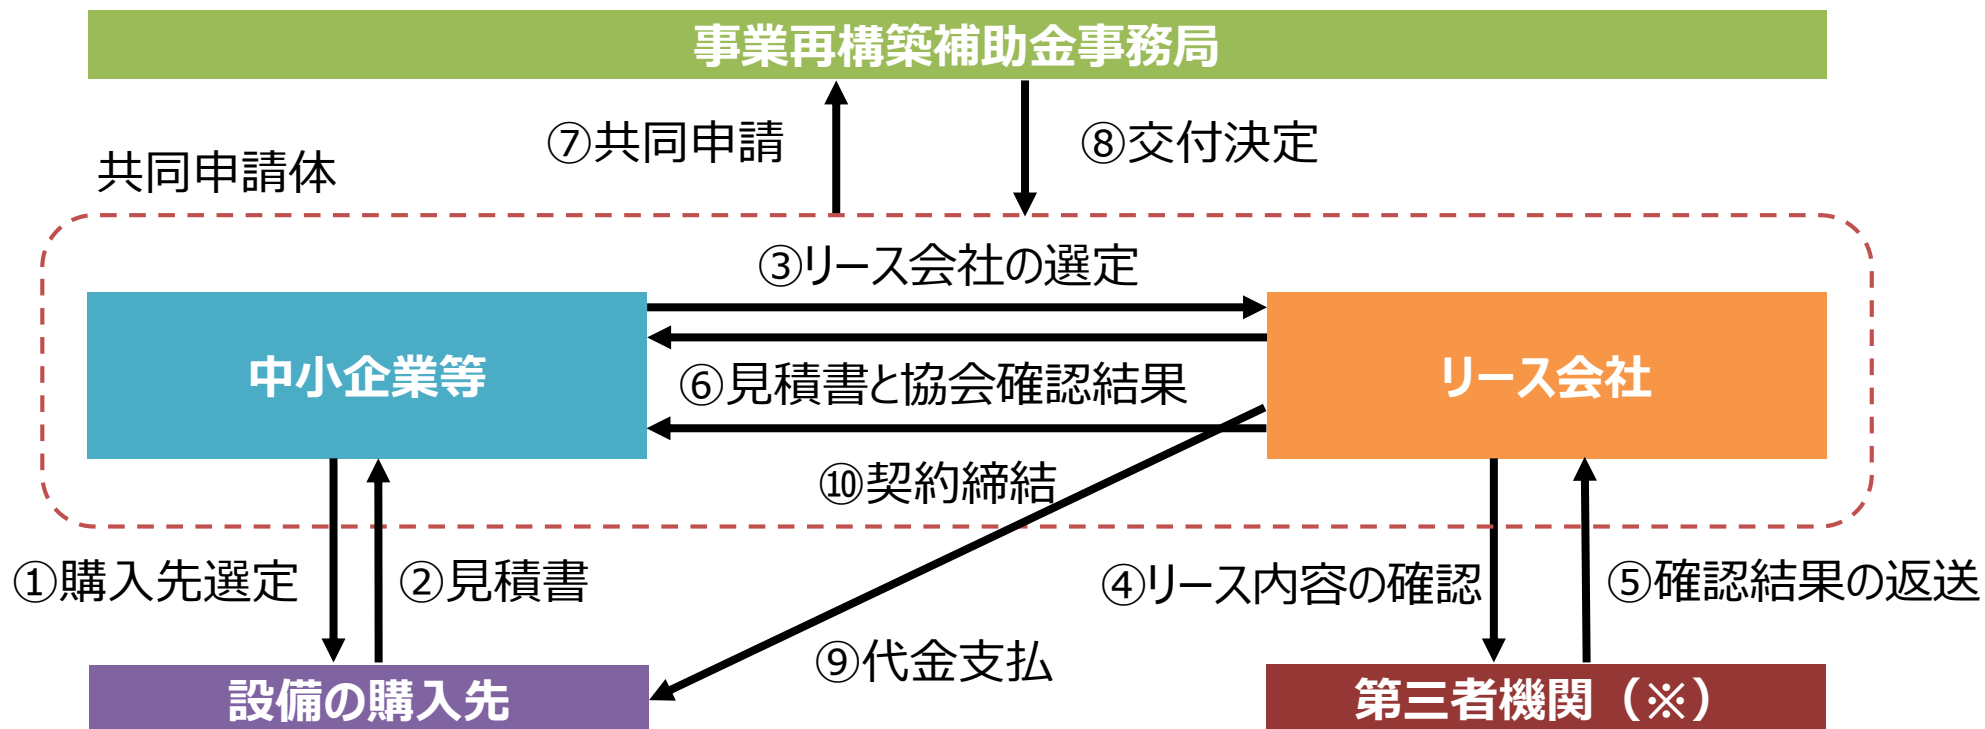 事業再構築補助金事務局
⑦共同申請
⑧交付決定
共同申請体
③リース会社の選定
中小企業等
リース会社
⑥見積書と協会確認結果
⑩契約締結
①購入先選定
②見積書
④リース内容の確認
⑤確認結果の返送
⑨代金支払
設備の購入先
第三者機関（※）